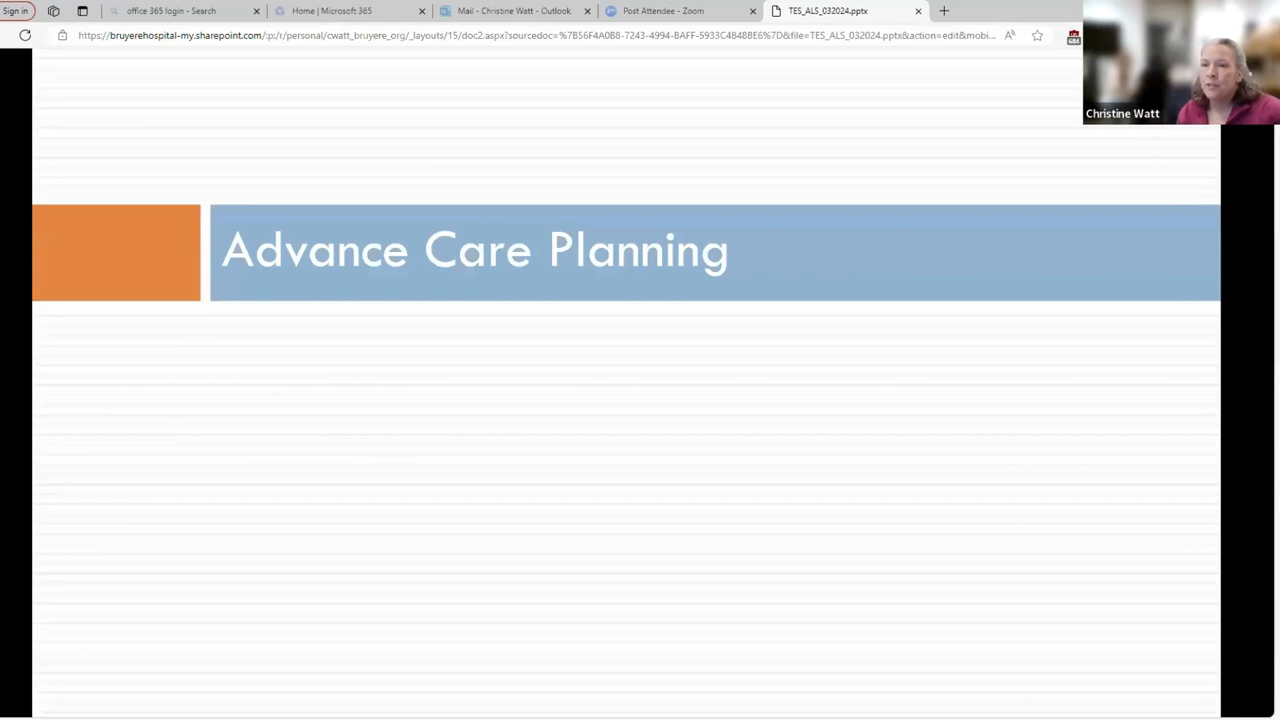 Sign in
office 365 login - Search
Home | Microsoft 365
Mail - Christine Watt - Outlook
Post Attendee - Zoom
TES_ALS_032024.pptx
https://bruyerehospital-my.sharepoint.com/:p:/r/personal/cwatt_bruyere_org/_layouts/15/doc2.aspx?sourcedoc=%7B56F4A0B8-7243-4994-BAFF-5933C4B48BE6%7D&file=TES_ALS_032024.pptx&action=edit&mobi...
Christine Watt
Advance Care Planning